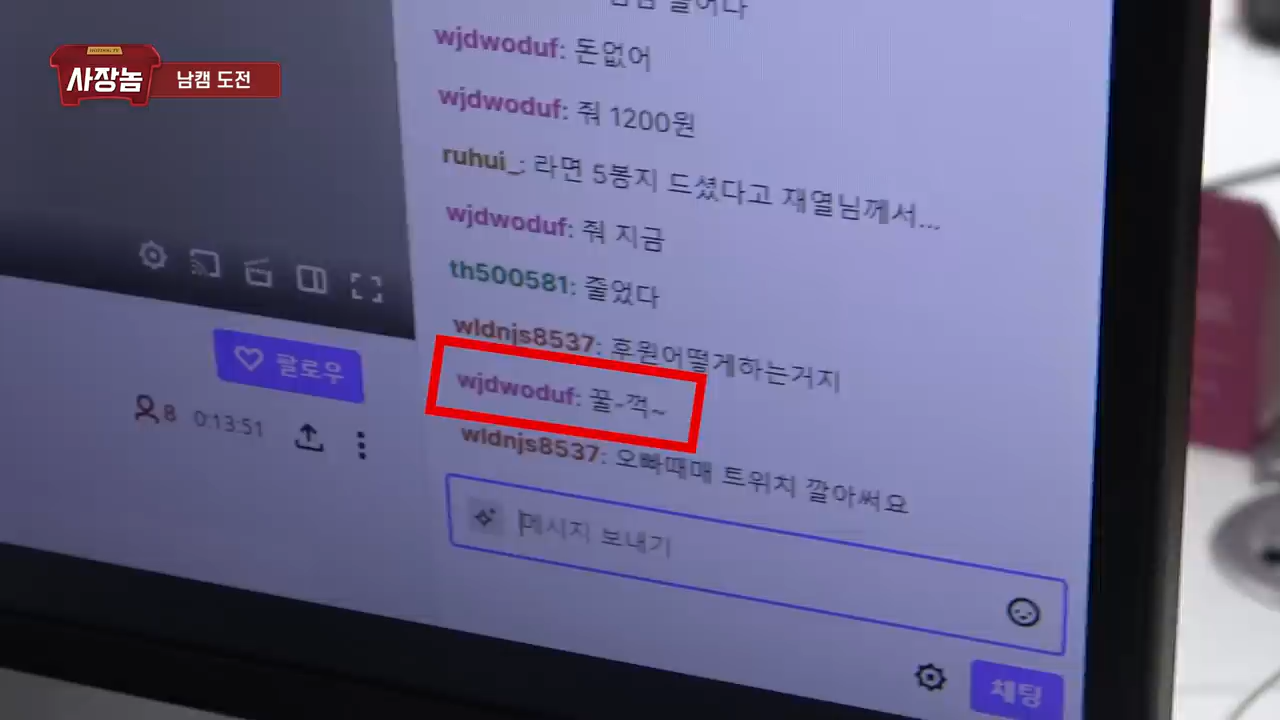 사장놈 남캠 도전
wjdwoduf: 돈없어
wjdwoduf: 줘 1200원
ruhui_: 라면 5봉지 드셨다고 재열님께서...
wjdwoduf: 줘 지금
th500581: 쥴었다
wldnjs8537: 후원어떻게하는거지
wjdwoduf: 꿀-꺽~
wldnjs8537: 오빠때매 트위치 깔아써요
팔로우
8 0:13:51
메시지 보내기
채팅